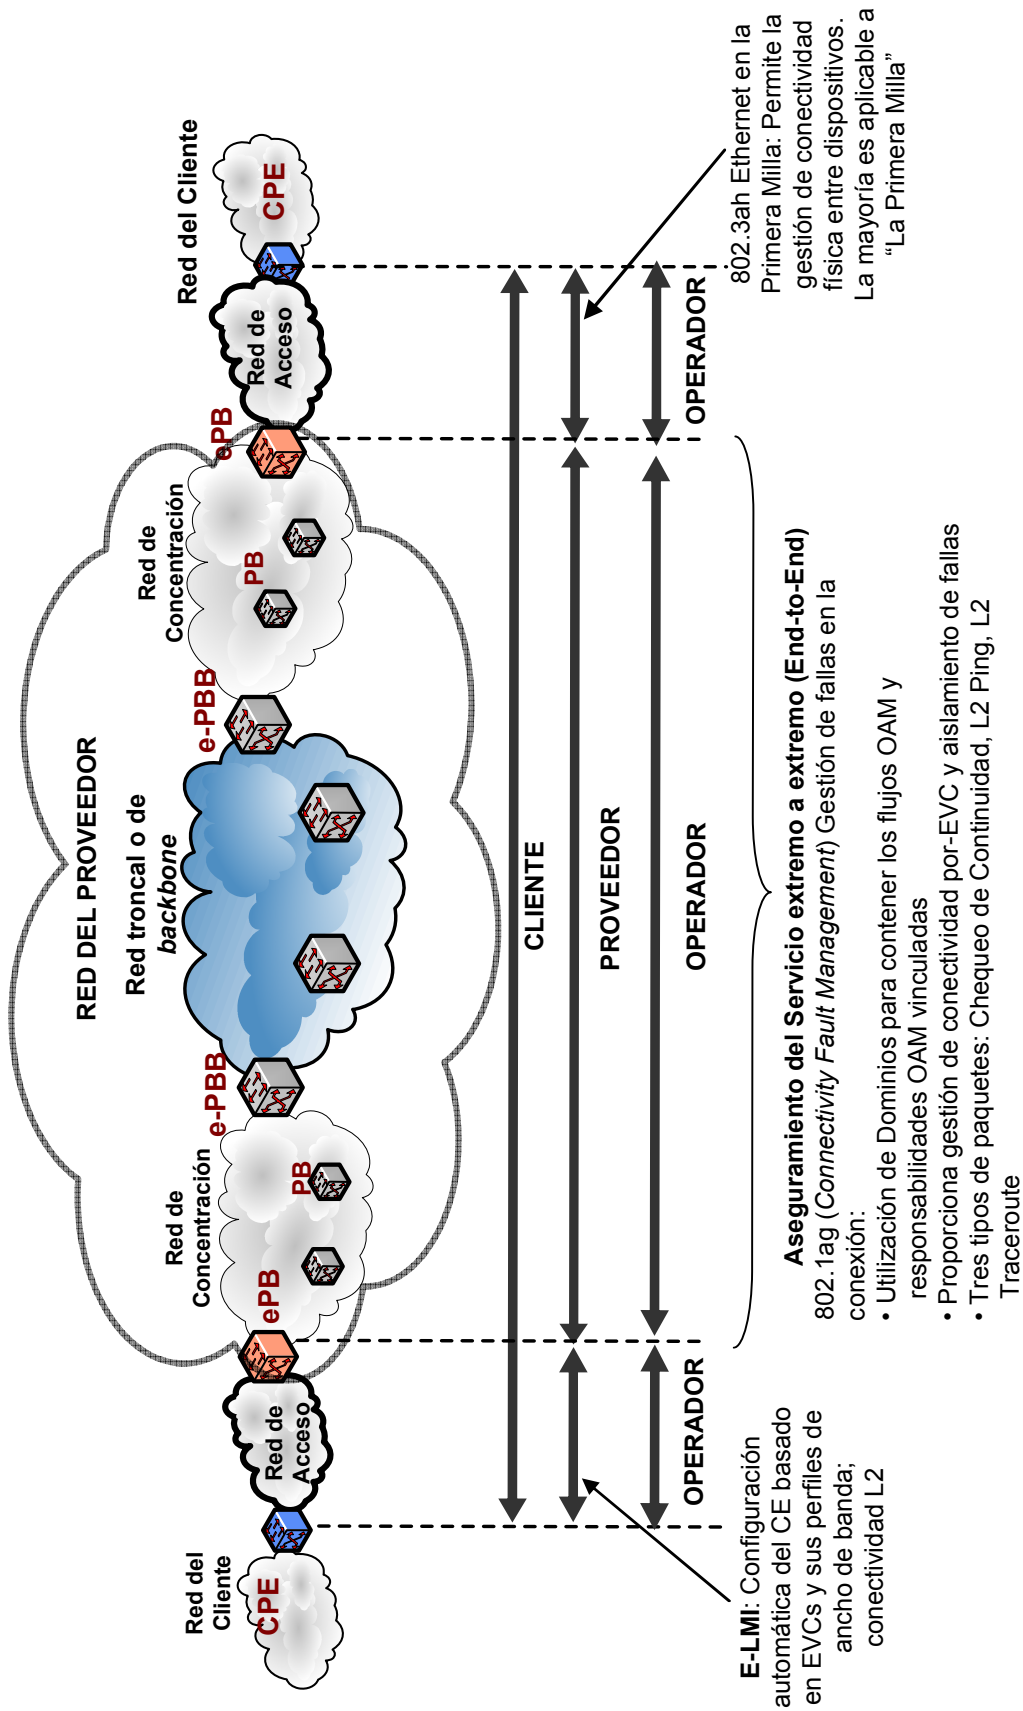 RED DEL PROVEEDOR
Red troncal o de
backbone
Red del
Cliente
CPE
Red de
Acceso
ePB
Red de
Concentración
PB
e-PBB
e-PBB
Red de
Concentración
PB
ePB
Red de
Acceso
Red del Cliente
CPE
CLIENTE
PROVEEDOR
OPERADOR
OPERADOR
OPERADOR
E-LMI: Configuración
automática del CE basado
en EVCs y sus perfiles de
ancho de banda;
conectividad L2
Aseguramiento del Servicio extremo a extremo (End-to-End)
802.1ag (Connectivity Fault Management) Gestión de fallas en la
conexión:
• Utilización de Dominios para contener los flujos OAM y
responsabilidades OAM vinculadas
• Proporciona gestión de conectividad por-EVC y aislamiento de fallas
• Tres tipos de paquetes: Chequeo de Continuidad, L2 Ping, L2
Traceroute
802.3ah Ethernet en la
Primera Milla: Permite la
gestión de conectividad
física entre dispositivos.
La mayoría es aplicable a
“La Primera Milla”